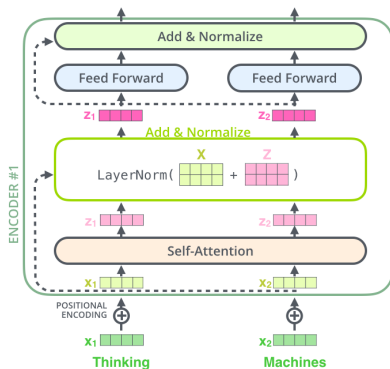 Add & Normalize
Feed Forward
Feed Forward
z1
z2
Add & Normalize
X
Z
LayerNorm( + )
z1
z2
Self-Attention
x1
x2
POSITIONAL
ENCODING
x1
x2
Thinking
Machines
ENCODER #1